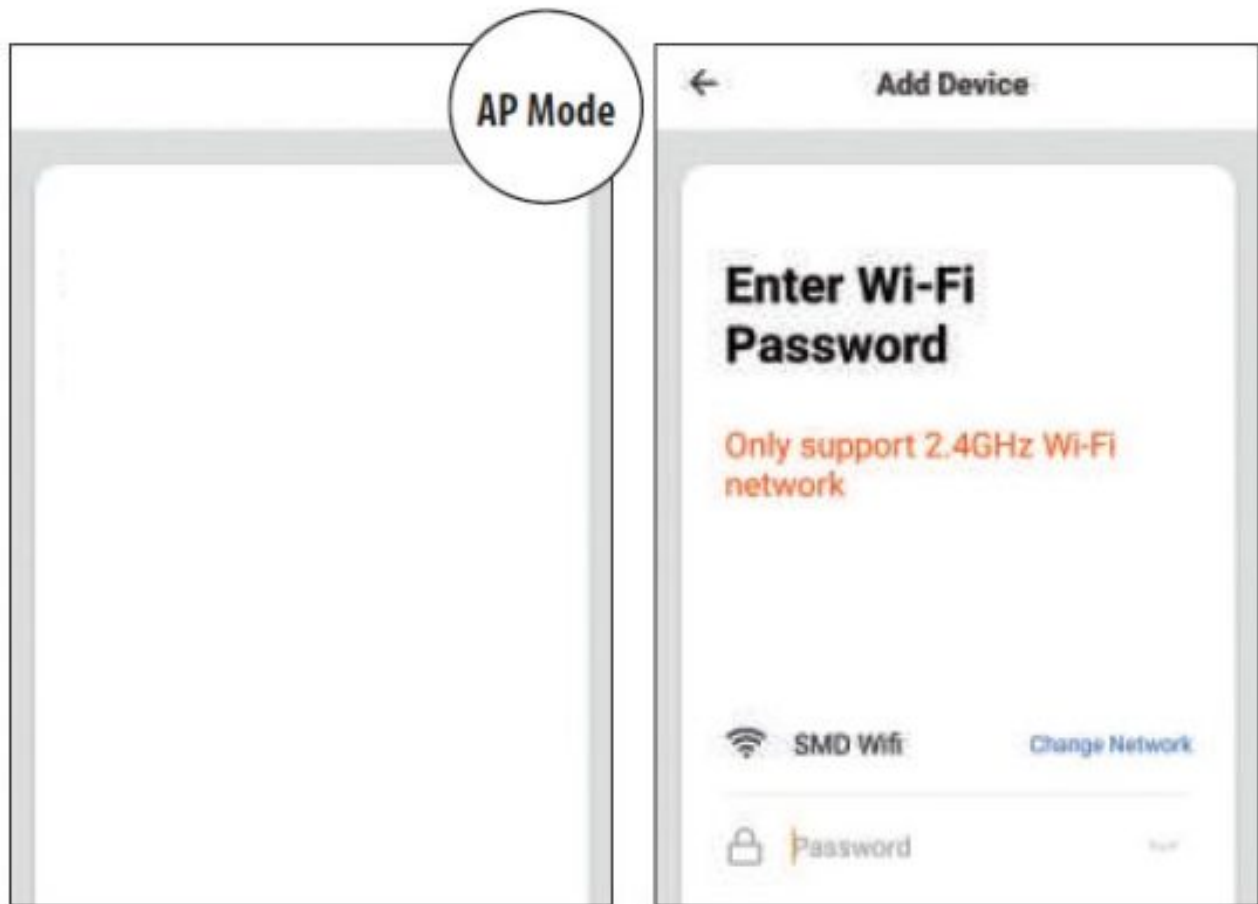 AP Mode
Add Device
Enter Wi-Fi
Password
Only support 2.4GHz Wi-Fi
network
SMD Wifi
Change Network
Password